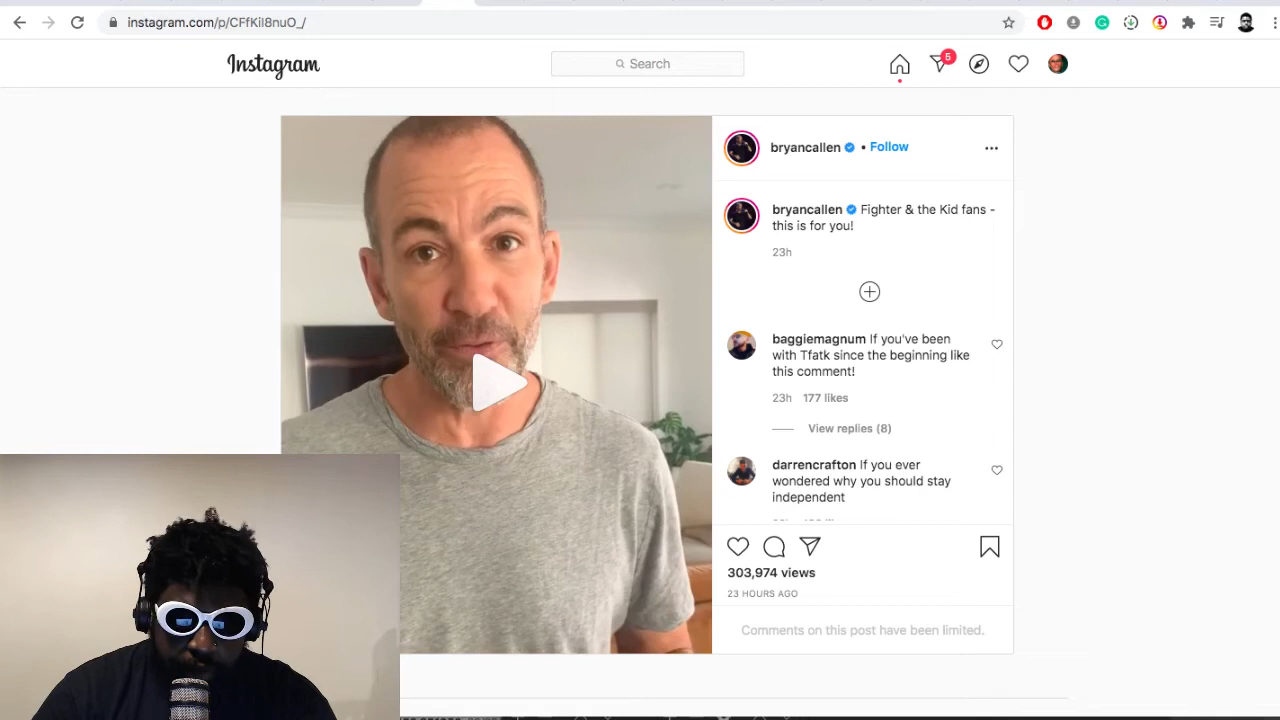 instagram.com/p/CFfKil8nuO_/
Instagram
Search
5
bryancallen • Follow
bryancallen Fighter & the Kid fans -
this is for you!
23h
baggiemagnum If you've been
with Tfatk since the beginning like
this comment!
23h 177 likes
View replies (8)
darrencrafton If you ever
wondered why you should stay
independent
303,974 views
23 HOURS AGO
Comments on this post have been limited.